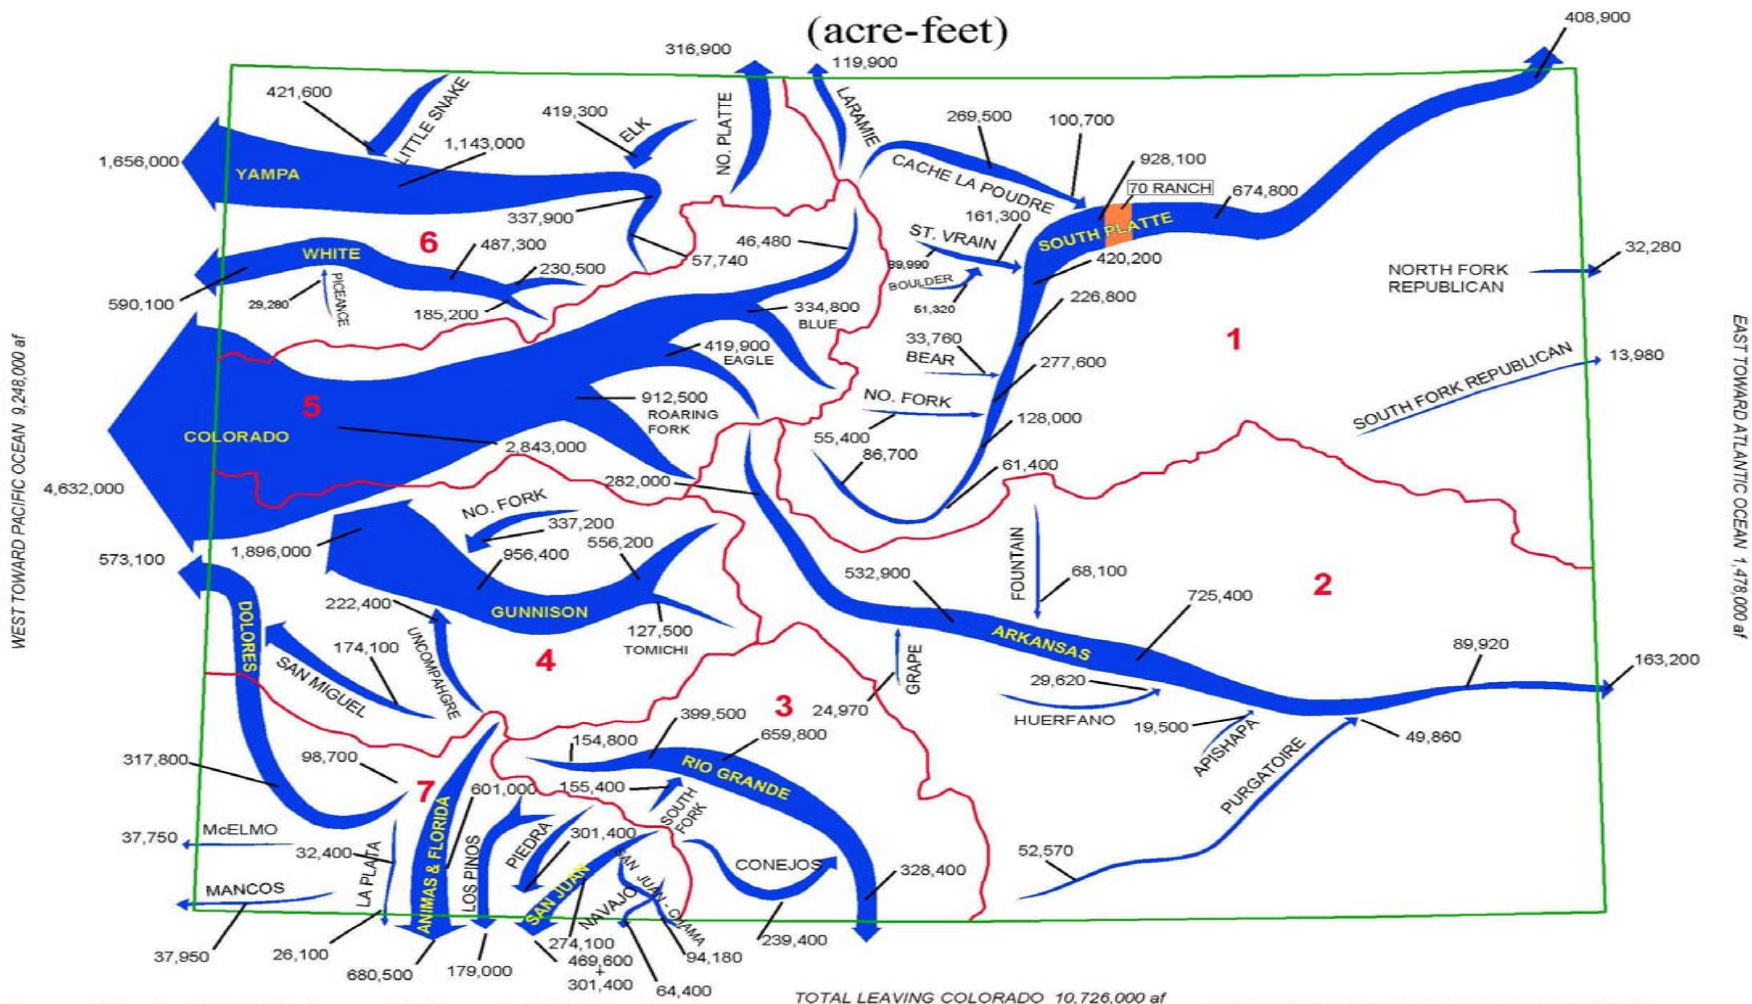 (acre-feet)
408,900
316,900
119,900
421,600
LITTLE SNAKE
419,300
ELK
NO. PLATTE
LARAMIE
269,500
100,700
1,143,000
CACHE LA POUDRE
928,100
1,656,000
YAMPA
70 RANCH
674,800
337,900
161,300
SOUTH PLATTE
6
ST. VRAIN
WHITE
487,300
46,480
57,740
89,990
420,200
32,280
230,500
BOULDER
NORTH FORK
REPUBLICAN
590,100
29,280
PICEANCE
185,200
334,800
BLUE
51,320
226,800
33,760
BEAR
1
419,900
EAGLE
277,600
13,980
SOUTH FORK REPUBLICAN
5
912,500
ROARING
FORK
NO. FORK
128,000
55,400
COLORADO
2,843,000
86,700
61,400
4,632,000
282,000
WEST TOWARD PACIFIC OCEAN 9,248,000 af
EAST TOWARD ATLANTIC OCEAN 1,478,000 af
NO. FORK
337,200
556,200
573,100
1,896,000
956,400
532,900
FOUNTAIN
68,100
2
725,400
DOLORES
222,400
GUNNISON
ARKANSAS
127,500
TOMICHI
174,100
UNCOMPAHGRE
4
SAN MIGUEL
GRAPE
89,920
163,200
29,620
3
24,970
HUERFANO
19,500
APISHAPA
49,860
399,500
154,800
659,800
317,800
98,700
RIO GRANDE
PURGATOIRE
7
601,000
155,400
SOUTH
FORK
37,750
McELMO
32,400
LA PLATA
ANIMAS & FLORIDA
LOS PINOS
PIEDRA
301,400
SAN JUAN - CHAMA
CONEJOS
52,570
328,400
MANCOS
SAN JUAN
NAVAJO
37,950
26,100
680,500
179,000
274,100
469,600
+
301,400
64,400
94,180
239,400
TOTAL LEAVING COLORADO 10,726,000 af